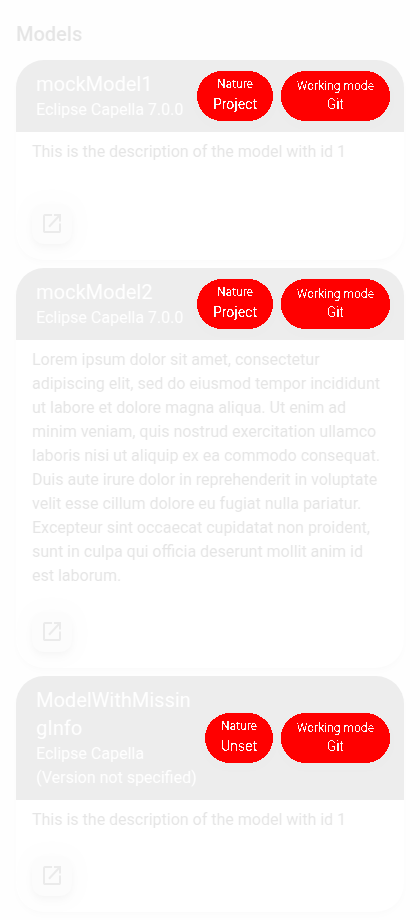 Models
mockModel1
Eclipse Capella 7.0.0
Nature
Project
Working mode
Git
This is the description of the model with id 1
mockModel2
Eclipse Capella 7.0.0
Nature
Project
Working mode
Git
Lorem ipsum dolor sit amet, consectetur
adipiscing elit, sed do eiusmod tempor incididunt
ut labore et dolore magna aliqua. Ut enim ad
minim veniam, quis nostrud exercitation ullamco
laboris nisi ut aliquip ex ea commodo consequat.
Duis aute irure dolor in reprehenderit in voluptate
velit esse cillum dolore eu fugiat nulla pariatur.
Excepteur sint occaecat cupidatat non proident,
sunt in culpa qui officia deserunt mollit anim id
est laborum.
ModelWithMissin
gInfo
Eclipse Capella
(Version not specified)
Nature
Unset
Working mode
Git
This is the description of the model with id 1